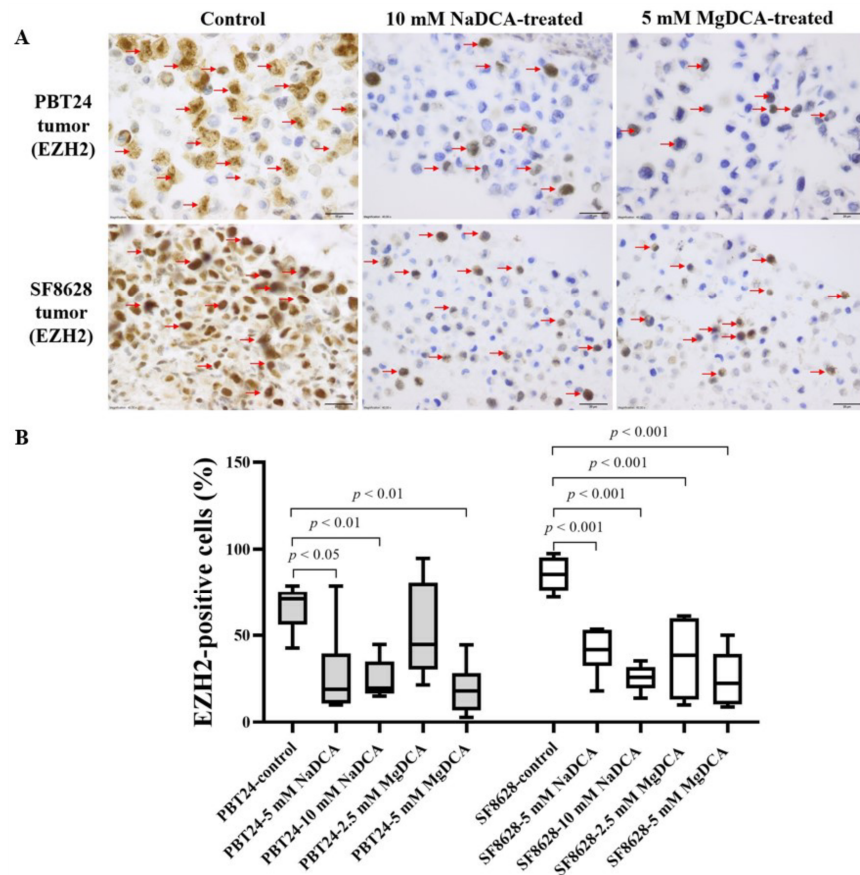 Control 10 mM NaDCA-treated 5 mM MgDCA-treated
A
PBT24
tumor
(EZH2)
SF8628
tumor
(EZH2)
B
EZH2-positive cells (%)
150
100
50
0
p < 0.05
p < 0.01
p < 0.01
p < 0.001
p < 0.001
p < 0.001
p < 0.001
PBT24-control
PBT24-5 mM NaDCA
PBT24-10 mM NaDCA
PBT24-2.5 mM MgDCA
PBT24-5 mM MgDCA
SF8628-control
SF8628-5 mM NaDCA
SF8628-10 mM NaDCA
SF8628-2.5 mM MgDCA
SF8628-5 mM MgDCA